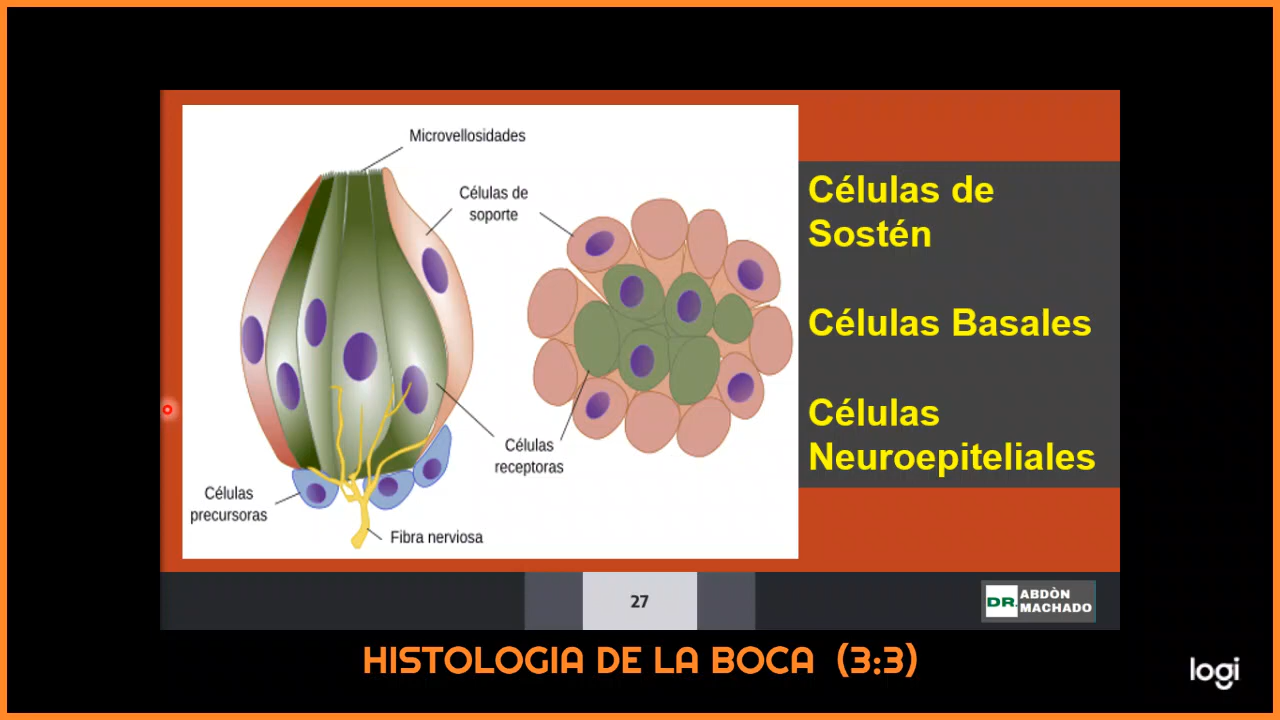 Microvellosidades
Células de
soporte
Células
receptoras
Células
precursoras
Fibra nerviosa
Células de
Sostén
Células Basales
Células
Neuroepiteliales
27
DR. ABDÒN
MACHADO
HISTOLOGIA DE LA BOCA (3:3)
logi